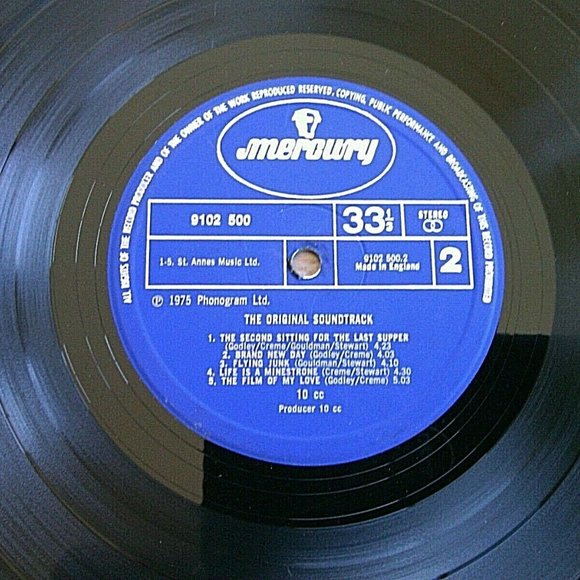 ALL RIGHTS OF THE RECORD PRODUCER AND OF THE OWNER OF THE WORK REPRODUCED RESERVED, COPYING, PUBLIC PERFORMANCE AND BROADCASTING OF THIS RECORD PROHIBITED
mercury
9102 500
33 1/3
STEREO
1-5. St. Annes Music Ltd.
9102 500.2
Made in England
2
℗ 1975 Phonogram Ltd.
THE ORIGINAL SOUNDTRACK
1. THE SECOND SITTING FOR THE LAST SUPPER
(Godley/Creme/Gouldman/Stewart) 4.23
2. BRAND NEW DAY (Godley/Creme) 4.03
3. FLYING JUNK (Gouldman/Stewart) 4.10
4. LIFE IS A MINESTRONE (Creme/Stewart) 4.30
5. THE FILM OF MY LOVE (Godley/Creme) 5.03
10 cc
Producer 10 cc